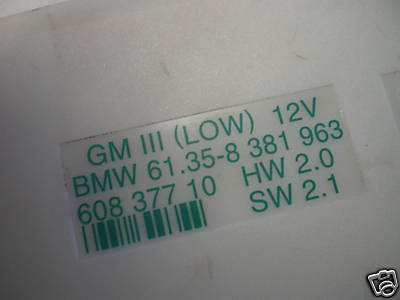 GM III (LOW) 12V
BMW 61.35-8 381 963
608 377 10 HW 2.0
SW 2.1
ebY